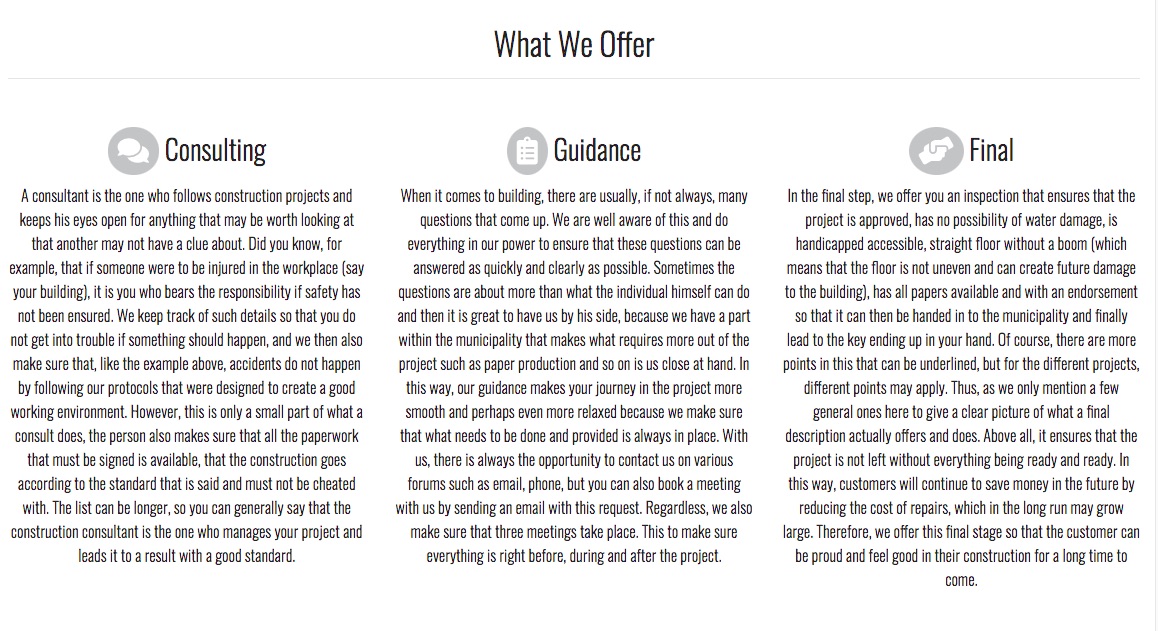 What We Offer
Consulting
A consultant is the one who follows construction projects and
keeps his eyes open for anything that may be worth looking at
that another may not have a clue about. Did you know, for
example, that if someone were to be injured in the workplace (say
your building), it is you who bears the responsibility if safety has
not been ensured. We keep track of such details so that you do
not get into trouble if something should happen, and we then also
make sure that, like the example above, accidents do not happen
by following our protocols that were designed to create a good
working environment. However, this is only a small part of what a
consult does, the person also makes sure that all the paperwork
that must be signed is available, that the construction goes
according to the standard that is said and must not be cheated
with. The list can be longer, so you can generally say that the
construction consultant is the one who manages your project and
leads it to a result with a good standard.
Guidance
When it comes to building, there are usually, if not always, many
questions that come up. We are well aware of this and do
everything in our power to ensure that these questions can be
answered as quickly and clearly as possible. Sometimes the
questions are about more than what the individual himself can do
and then it is great to have us by his side, because we have a part
within the municipality that makes what requires more out of the
project such as paper production and so on is us close at hand. In
this way, our guidance makes your journey in the project more
smooth and perhaps even more relaxed because we make sure
that what needs to be done and provided is always in place. With
us, there is always the opportunity to contact us on various
forums such as email, phone, but you can also book a meeting
with us by sending an email with this request. Regardless, we also
make sure that three meetings take place. This to make sure
everything is right before, during and after the project.
Final
In the final step, we offer you an inspection that ensures that the
project is approved, has no possibility of water damage, is
handicapped accessible, straight floor without a boom (which
means that the floor is not uneven and can create future damage
to the building), has all papers available and with an endorsement
so that it can then be handed in to the municipality and finally
lead to the key ending up in your hand. Of course, there are more
points in this that can be underlined, but for the different projects,
different points may apply. Thus, as we only mention a few
general ones here to give a clear picture of what a final
description actually offers and does. Above all, it ensures that the
project is not left without everything being ready and ready. In
this way, customers will continue to save money in the future by
reducing the cost of repairs, which in the long run may grow
large. Therefore, we offer this final stage so that the customer can
be proud and feel good in their construction for a long time to
come.